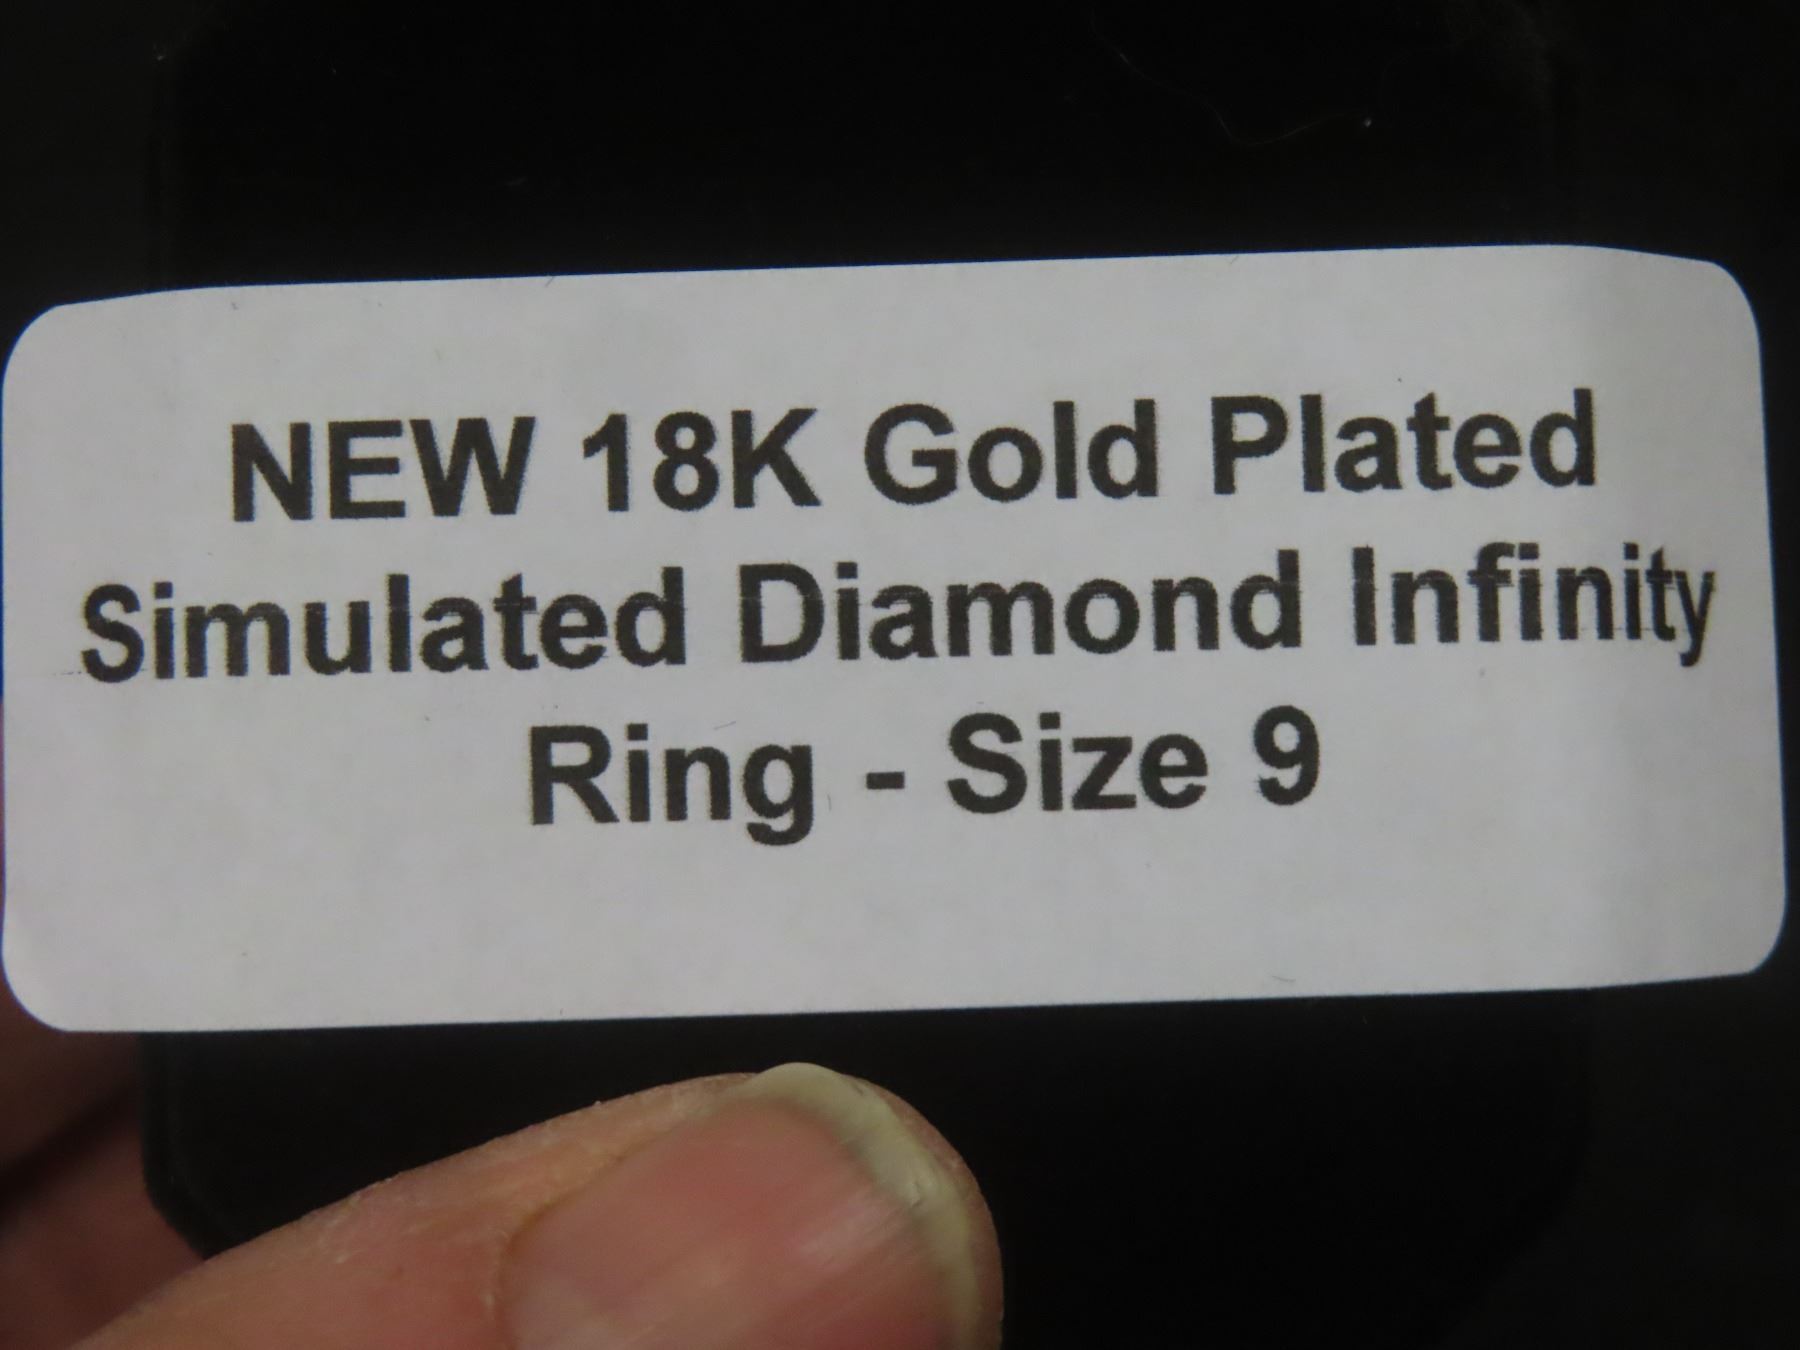 NEW 18K Gold Plated
Simulated Diamond Infinity
Ring - Size 9